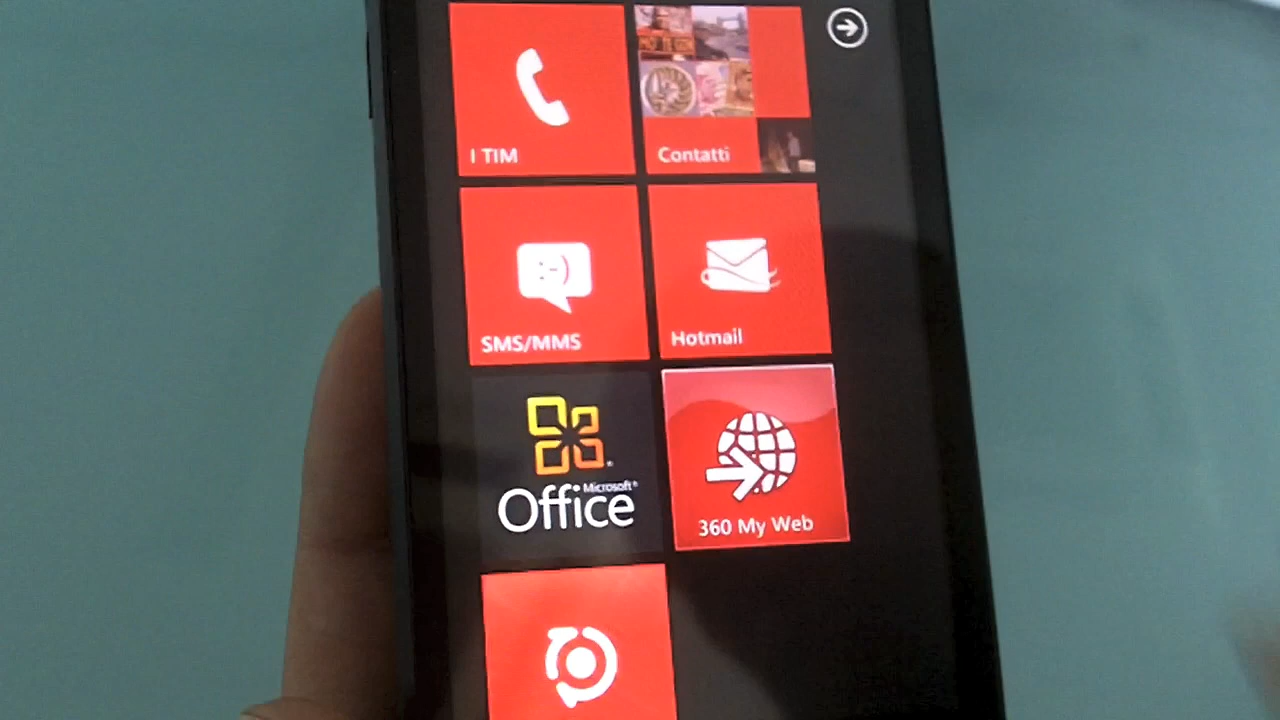 I TIM
Contatti
SMS/MMS
Hotmail
Microsoft®
Office
360 My Web